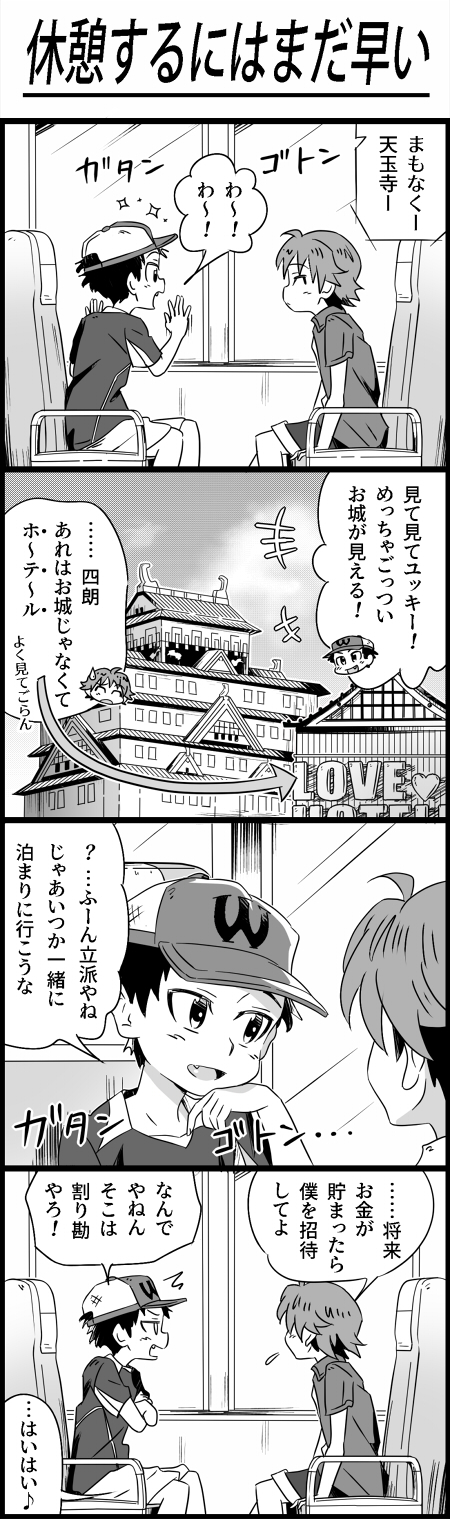 休憩するにはまだ早い
まもなくー
天玉寺ー
ガタン
ゴトン
わ～！
わ～！
見て見てユッキー！
めっちゃごっつい
お城が見える！
W
……四朗
あれはお城じゃなくて
ホ～テ～ル
よく見てごらん
LOVE♡
HOTEL
？…ふーん立派やね
じゃあいつか一緒に
泊まりに行こうな
W
ガタン
ゴトン・・・
……将来
お金が
貯まったら
僕を招待
してよ
なんで
やねん
そこは
割り勘
やろ！
W
…はいはい♪